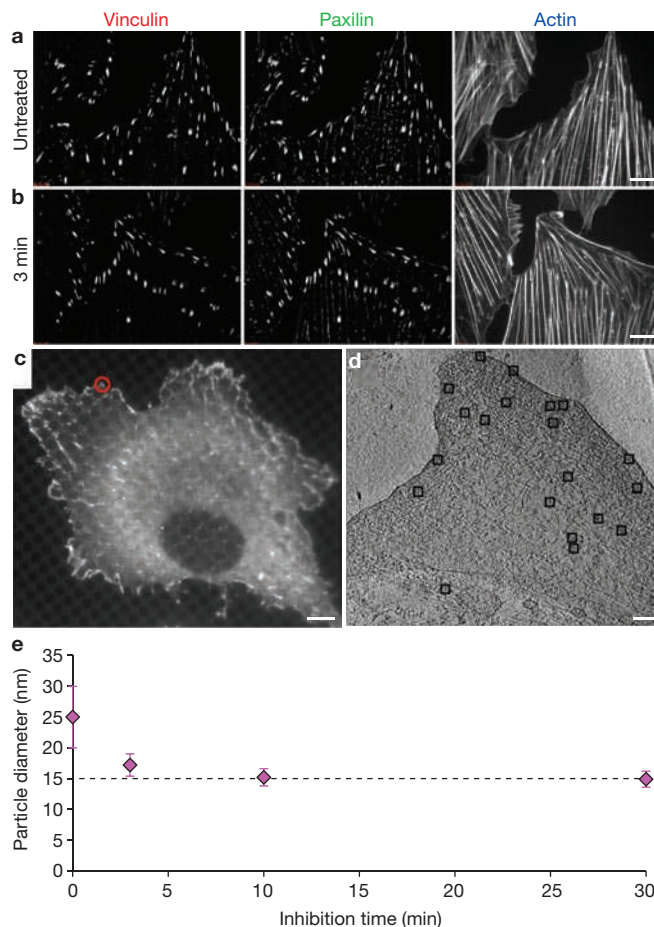 Vinculin Paxilin Actin
a
Untreated
b
3 min
c
d
e
35
30
25
20
15
10
5
0
Particle diameter (nm)
0 5 10 15 20 25 30
Inhibition time (min)